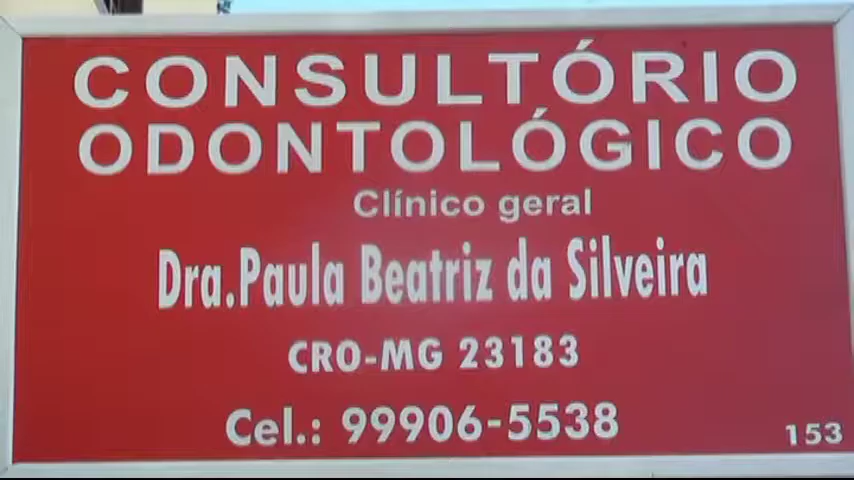 CONSULTÓRIO
ODONTOLÓGICO
Clínico geral
Dra.Paula Beatriz da Silveira
CRO-MG 23183
Cel.: 99906-5538
153